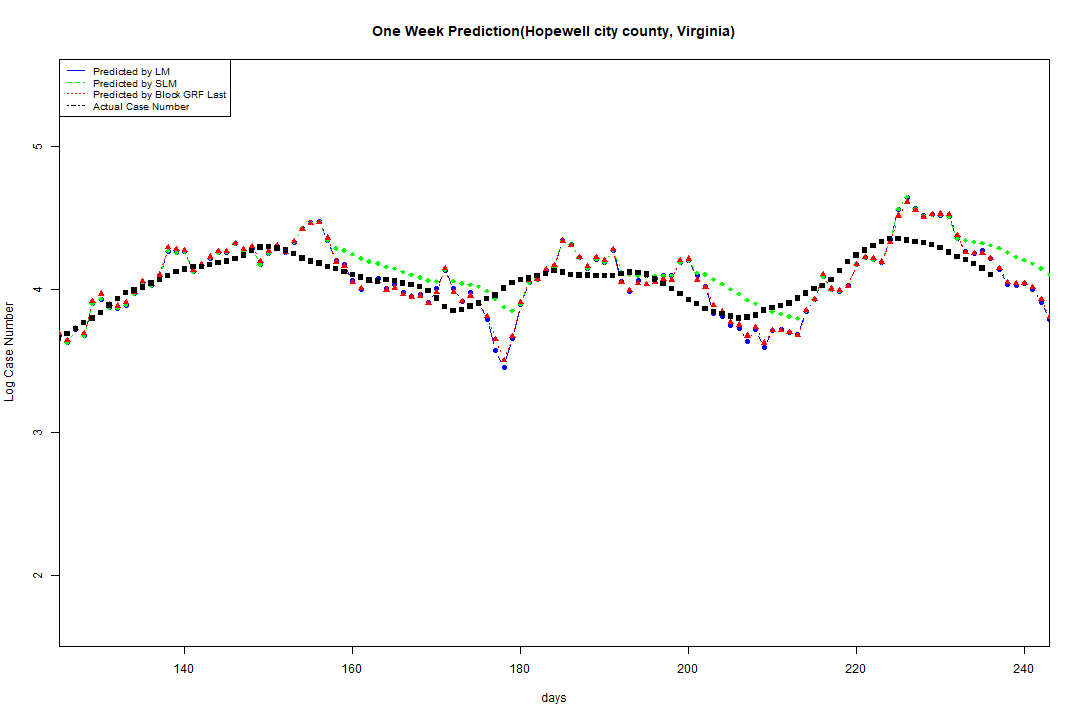 One Week Prediction(Hopewell city county, Virginia)
Predicted by LM
Predicted by SLM
Predicted by Block GRF Last
Actual Case Number
5
4
3
2
Log Case Number
140 160 180 200 220 240
days